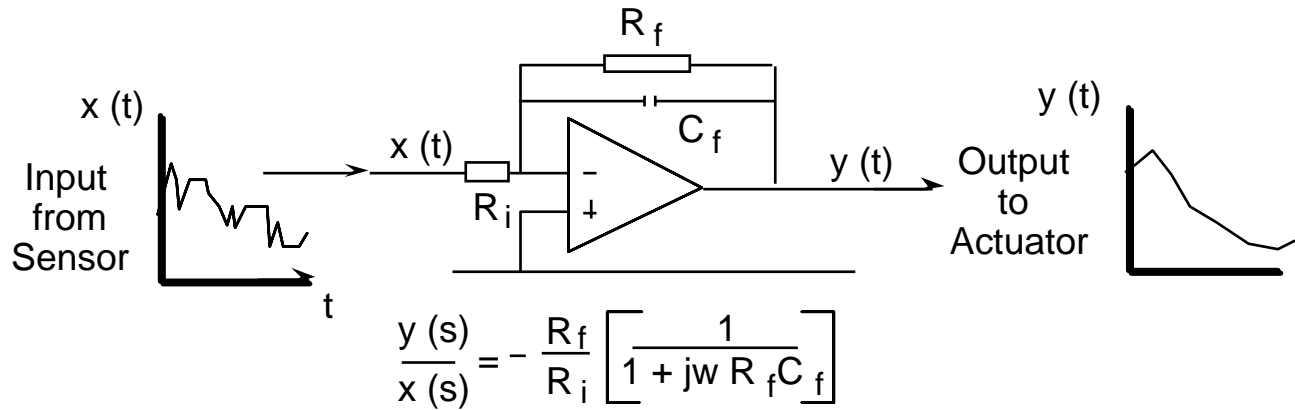 R f
C f
x (t)
Input
from
Sensor
t
x (t)
R i
−
+
y (t)
Output
to
Actuator
y (t)
y (s) / x (s) = − R f / R i [ 1 / 1 + jw R f C f ]